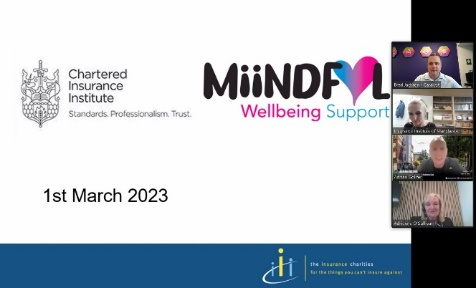 Chartered
Insurance
Institute
Standards. Professionalism. Trust.
MiiNDFUL
Wellbeing Support
1st March 2023
the insurance charities
for the things you can't insure against